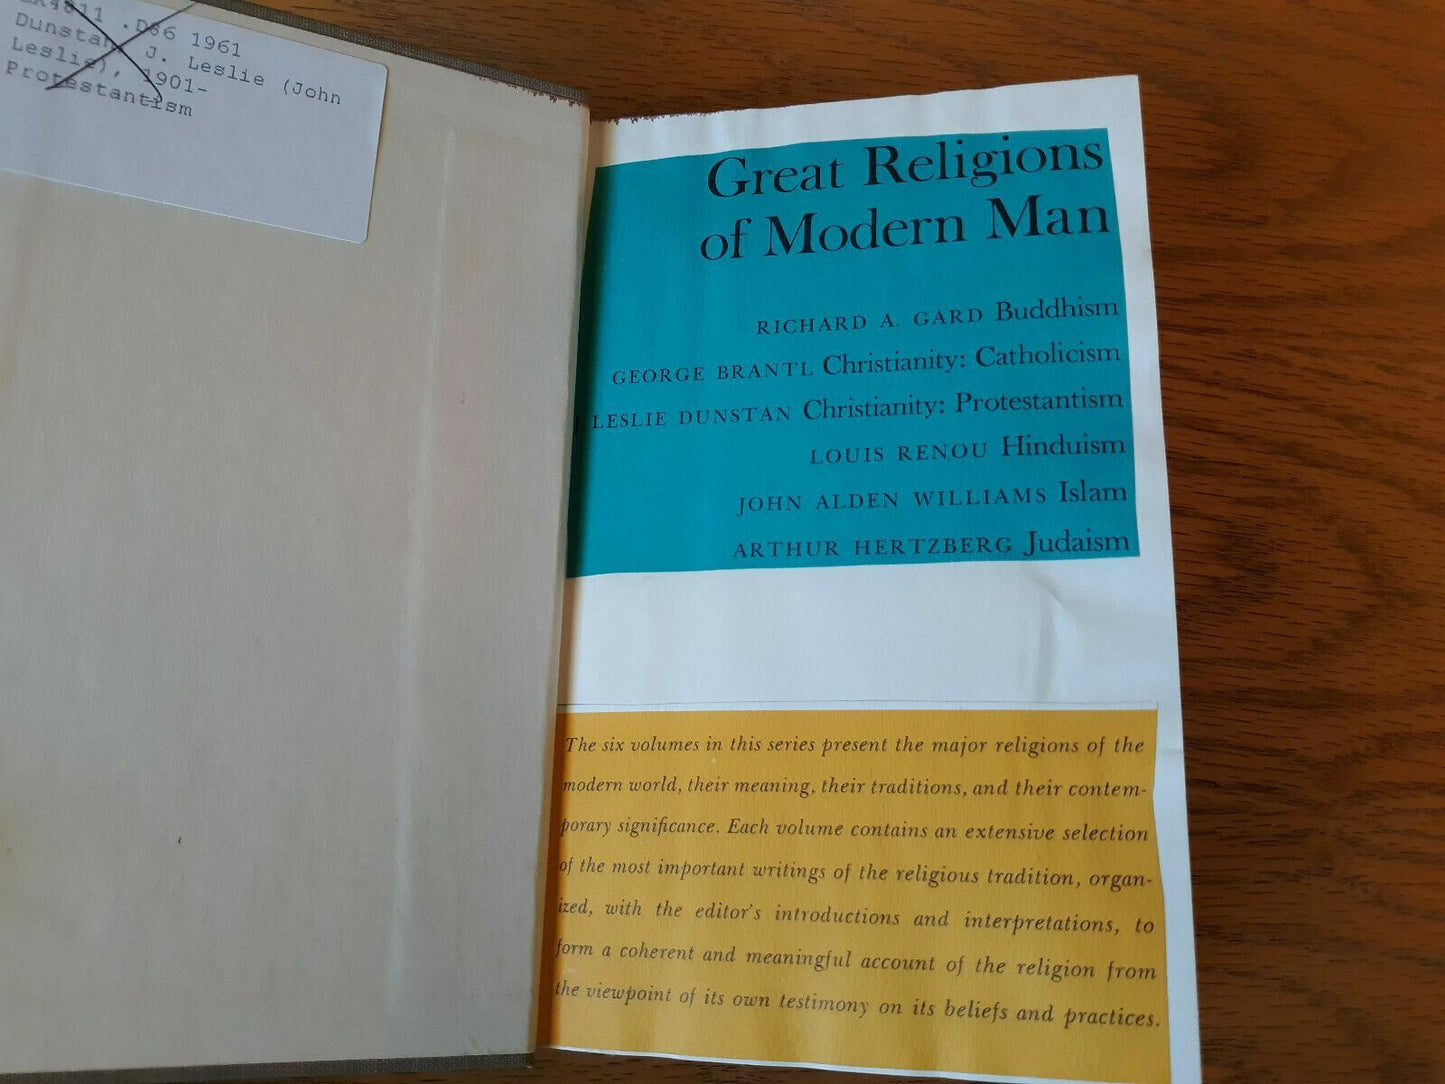 .D86 1961
Dunstan, J. Leslie (John
Leslie), 1901-
Protestantism
Great Religions
of Modern Man
RICHARD A. GARD Buddhism
GEORGE BRANTL Christianity: Catholicism
J. LESLIE DUNSTAN Christianity: Protestantism
LOUIS RENOU Hinduism
JOHN ALDEN WILLIAMS Islam
ARTHUR HERTZBERG Judaism
The six volumes in this series present the major religions of the
modern world, their meaning, their traditions, and their contem-
porary significance. Each volume contains an extensive selection
of the most important writings of the religious tradition, organ-
ized, with the editor's introductions and interpretations, to
form a coherent and meaningful account of the religion from
the viewpoint of its own testimony on its beliefs and practices.